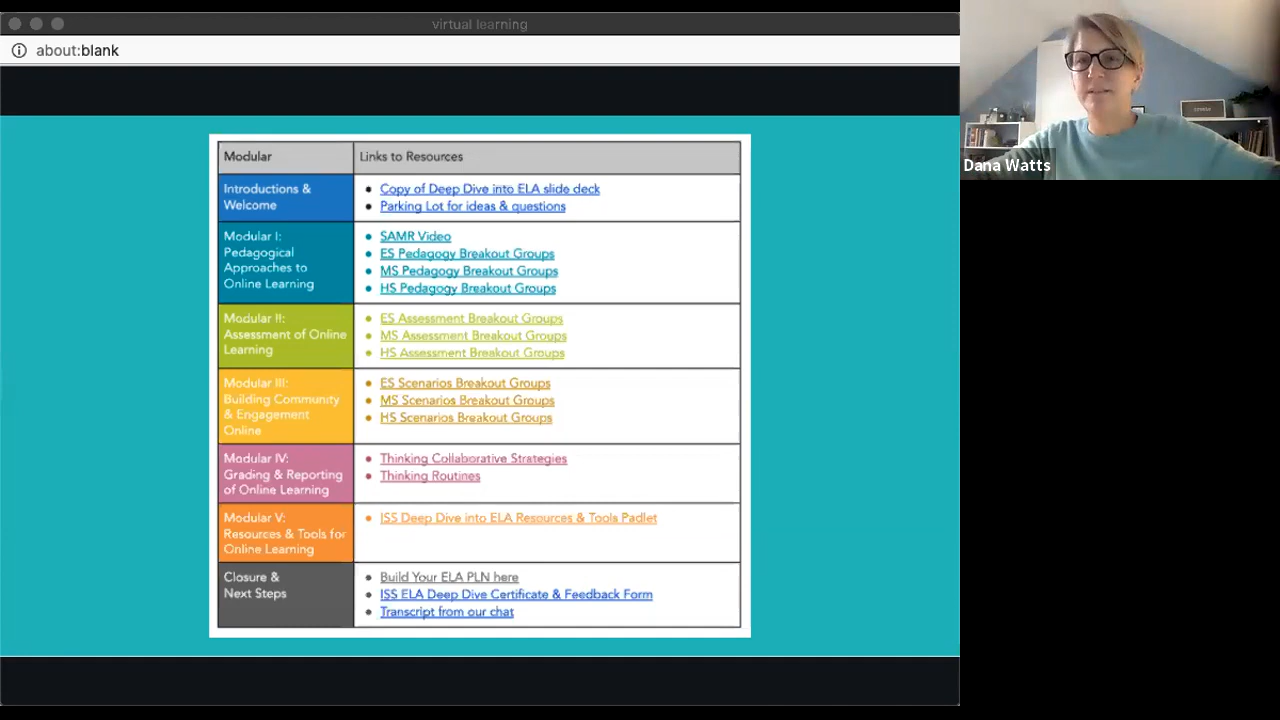 virtual learning
about:blank
Modular
Links to Resources
Introductions &
Welcome
Copy of Deep Dive into ELA slide deck
Parking Lot for ideas & questions
Modular I:
Pedagogical
Approaches to
Online Learning
SAMR Video
ES Pedagogy Breakout Groups
MS Pedagogy Breakout Groups
HS Pedagogy Breakout Groups
Modular II:
Assessment of Online
Learning
ES Assessment Breakout Groups
MS Assessment Breakout Groups
HS Assessment Breakout Groups
Modular III:
Building Community
& Engagement
Online
ES Scenarios Breakout Groups
MS Scenarios Breakout Groups
HS Scenarios Breakout Groups
Modular IV:
Grading & Reporting
of Online Learning
Thinking Collaborative Strategies
Thinking Routines
Modular V:
Resources & Tools for
Online Learning
ISS Deep Dive into ELA Resources & Tools Padlet
Closure &
Next Steps
Build Your ELA PLN here
ISS ELA Deep Dive Certificate & Feedback Form
Transcript from our chat
Dana Watts